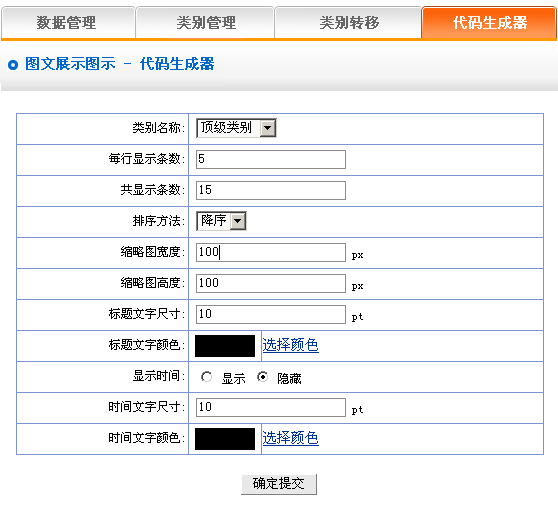 数据管理 类别管理 类别转移 代码生成器
图文展示图示 - 代码生成器
类别名称: 顶级类别
每行显示条数: 5
共显示条数: 15
排序方法: 降序
缩略图宽度: 100 px
缩略图高度: 100 px
标题文字尺寸: 10 pt
标题文字颜色: 选择颜色
显示时间: 显示 隐藏
时间文字尺寸: 10 pt
时间文字颜色: 选择颜色
确定提交